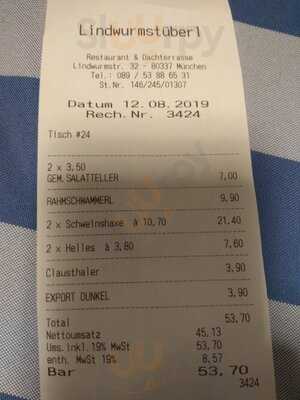 Lindwurmstüberl
Restaurant & Dachterrasse
Lindwurmstr. 32 - 80337 München
Tel.: 089 / 53 88 65 31
St.Nr. 146/245/01307
Datum 12.08.2019
Rech.Nr. 3424
Tisch #24
2 x 3,50
GEM.SALATTELLER 7,00
RAHMSCHWAMMERL 9,90
2 x Schweinshaxe à 10,70 21,40
2 x Helles à 3,80 7,60
Clausthaler 3,90
EXPORT DUNKEL 3,90
Total 53,70
Nettoumsatz 45,13
Ums.inkl.19% MwSt 53,70
enth. MwSt 19% 8,57
Bar 53,70
3424